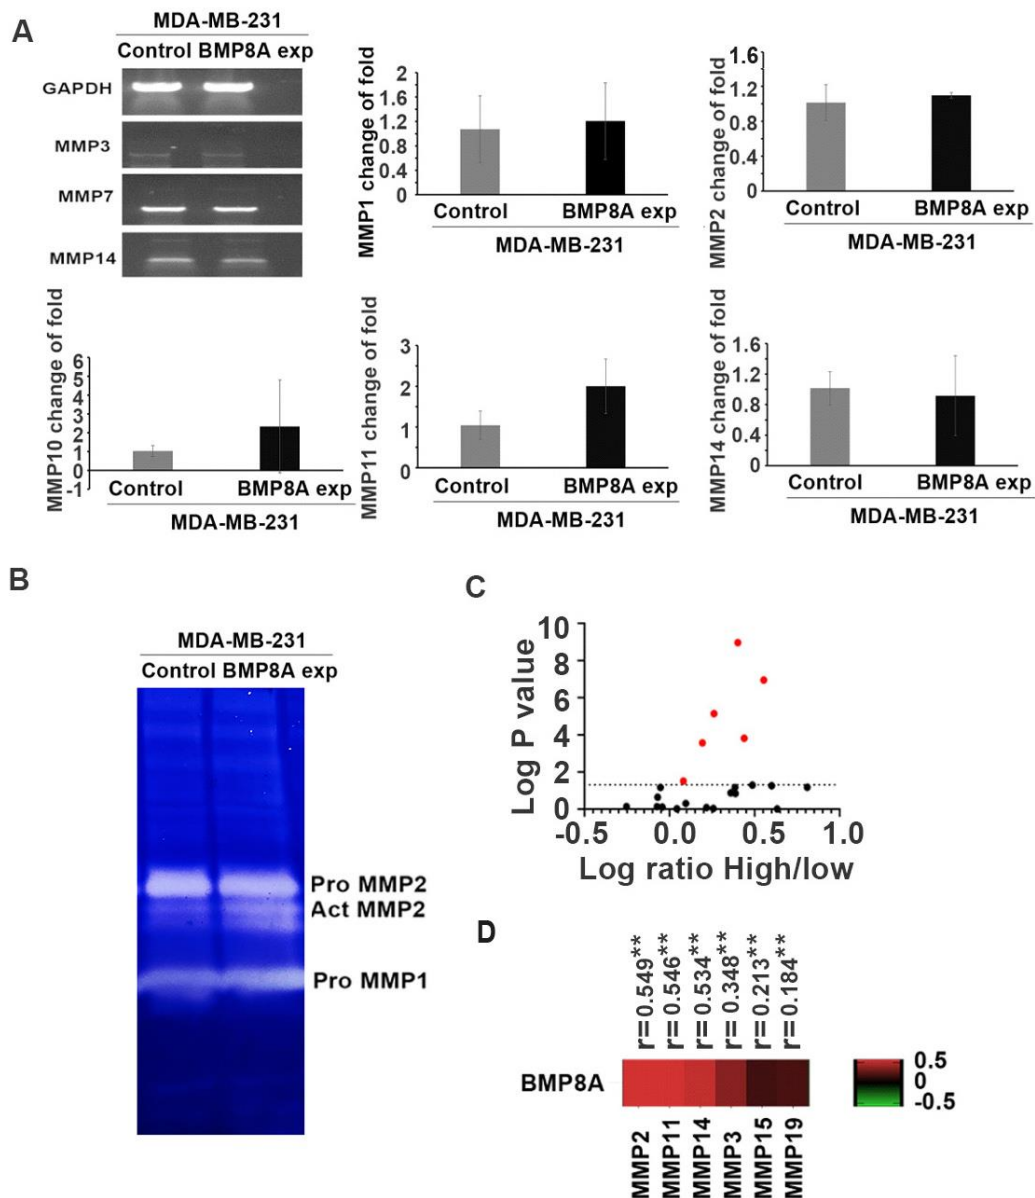 A
MDA-MB-231
Control BMP8A exp
GAPDH
MMP3
MMP7
MMP14
MMP1 change of fold
2
1.6
1.2
0.8
0.4
0
Control
BMP8A exp
MDA-MB-231
MMP2 change of fold
1.6
1.2
0.8
0.4
Control
BMP8A exp
MDA-MB-231
MMP10 change of fold
6
5
4
3
2
1
0
-1
Control
BMP8A exp
MDA-MB-231
MMP11 change of fold
3
2
1
0
Control
BMP8A exp
MDA-MB-231
MMP14 change of fold
1.6
1.2
0.8
0.4
0
Control
BMP8A exp
MDA-MB-231
B
MDA-MB-231
Control BMP8A exp
Pro MMP2
Act MMP2
Pro MMP1
C
Log P value
10
8
6
4
2
0
-0.5
0.0
0.5
1.0
Log ratio High/low
D
r=0.549**
r=0.546**
r=0.534**
r=0.348**
r=0.213**
r=0.184**
BMP8A
0.5
0
-0.5
MMP2
MMP11
MMP14
MMP3
MMP15
MMP19